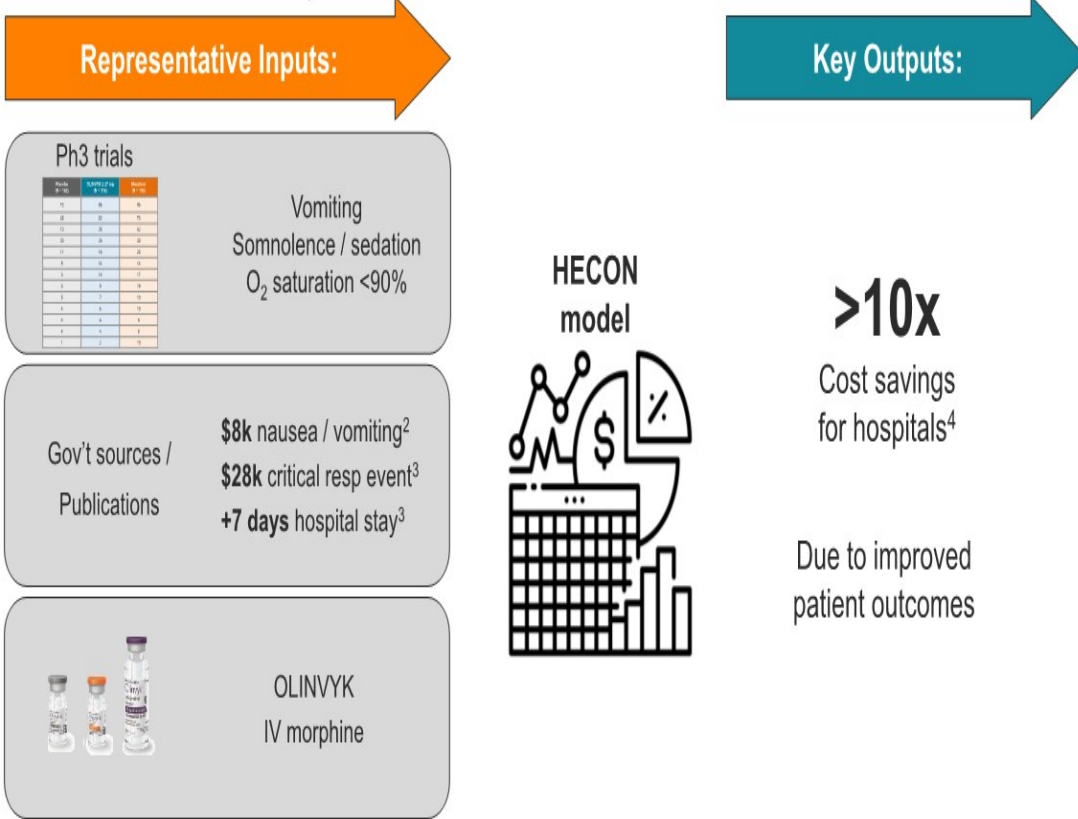 Representative Inputs:
Key Outputs:
Ph3 trials
Vomiting
Somnolence / sedation
O₂ saturation <90%
Gov't sources /
Publications
$8k nausea / vomiting²
$28k critical resp event³
+7 days hospital stay³
OLINVYK
IV morphine
HECON
model
%
$
>10x
Cost savings
for hospitals⁴
Due to improved
patient outcomes